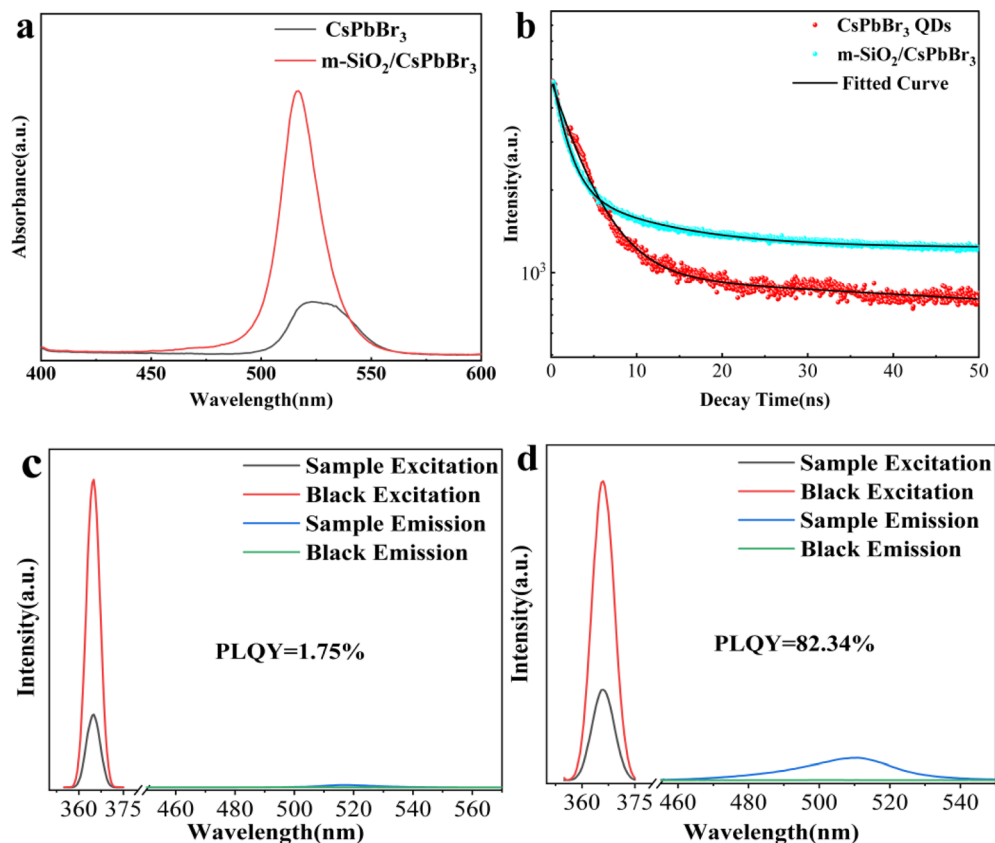 a
CsPbBr₃
m-SiO₂/CsPbBr₃
Absorbance(a.u.)
400 450 500 550 600
Wavelength(nm)
b
CsPbBr₃ QDs
m-SiO₂/CsPbBr₃
Fitted Curve
Intensity(a.u.)
10³
0 10 20 30 40 50
Decay Time(ns)
c
Sample Excitation
Black Excitation
Sample Emission
Black Emission
Intensity(a.u.)
PLQY=1.75%
360 375 460 480 500 520 540 560
Wavelength(nm)
d
Sample Excitation
Black Excitation
Sample Emission
Black Emission
Intensity(a.u.)
PLQY=82.34%
360 375 460 480 510 540
Wavelength(nm)